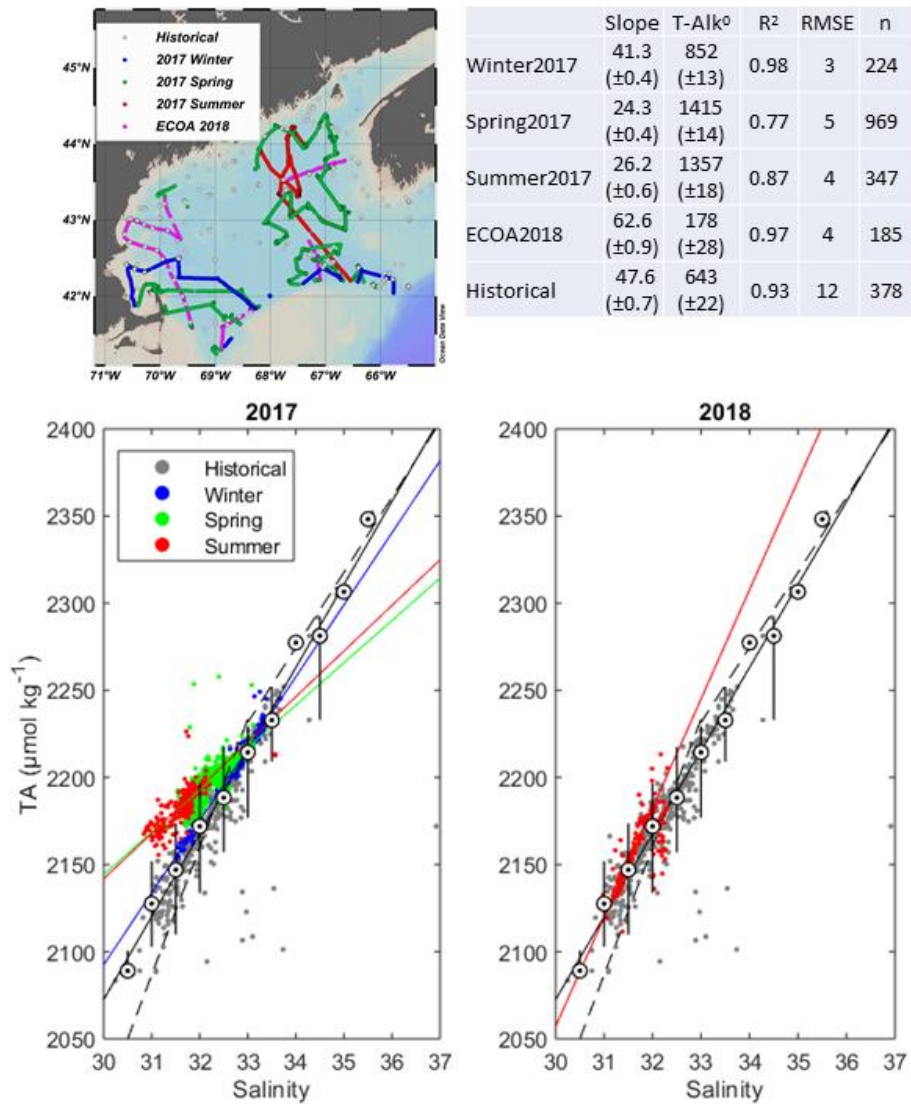 Historical
2017 Winter
2017 Spring
2017 Summer
ECOA 2018
45°N
44°N
43°N
42°N
71°W 70°W 69°W 68°W 67°W 66°W
Ocean Data View
Slope T-Alk⁰ R² RMSE n
Winter2017 41.3 (±0.4) 852 (±13) 0.98 3 224
Spring2017 24.3 (±0.4) 1415 (±14) 0.77 5 969
Summer2017 26.2 (±0.6) 1357 (±18) 0.87 4 347
ECOA2018 62.6 (±0.9) 178 (±28) 0.97 4 185
Historical 47.6 (±0.7) 643 (±22) 0.93 12 378
2017
2400
2350
2300
2250
2200
2150
2100
2050
TA (µmol kg⁻¹)
Historical
Winter
Spring
Summer
30 31 32 33 34 35 36 37
Salinity
2018
2400
2350
2300
2250
2200
2150
2100
2050
30 31 32 33 34 35 36 37
Salinity